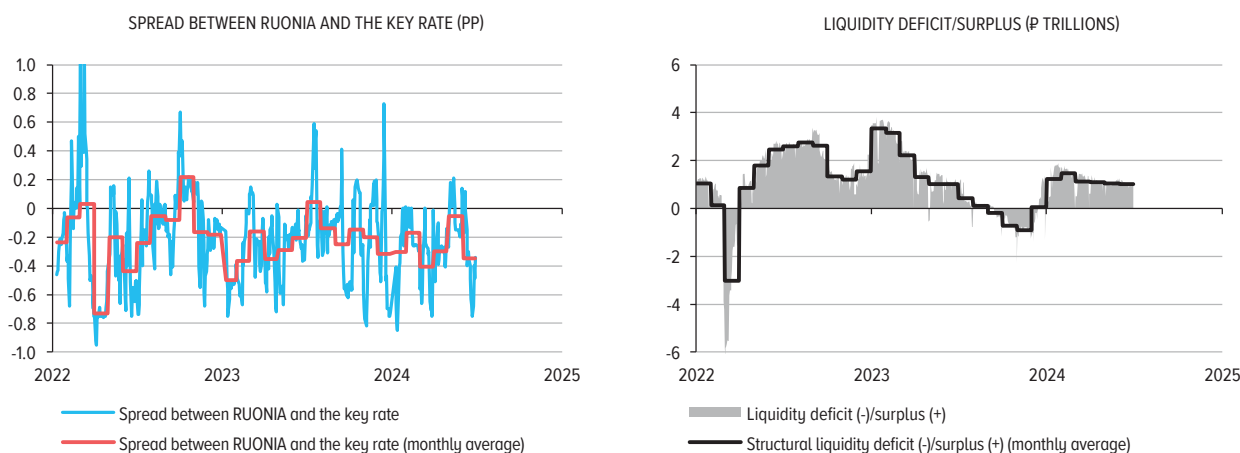 SPREAD BETWEEN RUONIA AND THE KEY RATE (PP)
1.0
0.8
0.6
0.4
0.2
0
-0.2
-0.4
-0.6
-0.8
-1.0
2022 2023 2024 2025
Spread between RUONIA and the key rate
Spread between RUONIA and the key rate (monthly average)
LIQUIDITY DEFICIT/SURPLUS (₽ TRILLIONS)
6
4
2
0
-2
-4
-6
2022 2023 2024 2025
Liquidity deficit (-)/surplus (+)
Structural liquidity deficit (-)/surplus (+) (monthly average)